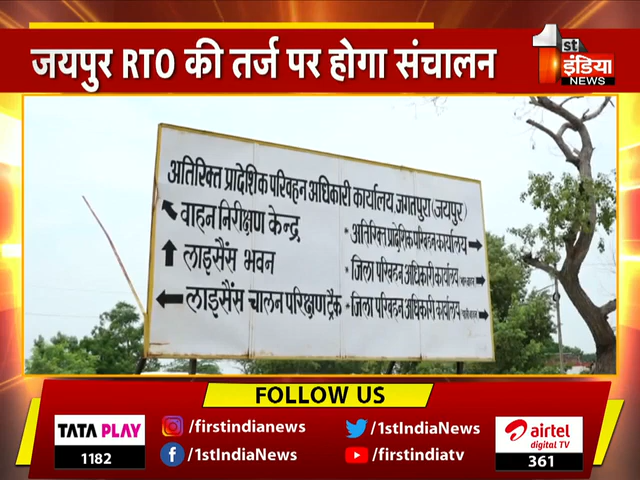 जयपुर RTO की तर्ज पर होगा संचालन
1st
इंडिया
NEWS
अतिरिक्त प्रादेशिक परिवहन अधिकारी कार्यालय, जगतपुरा (जयपुर)
वाहन निरीक्षण केन्द्र
* अतिरिक्त प्रादेशिक परिवहन कार्यालय
लाइसैंस भवन
* जिला परिवहन अधिकारी कार्यालय
लाइसैंस चालन परिक्षण ट्रैक
* जिला परिवहन अधिकारी कार्यालय
FOLLOW US
TATA PLAY
1182
/firstindianews
/1stIndiaNews
/1stIndiaNews
/firstindiatv
airtel
digital TV
361
NEWS